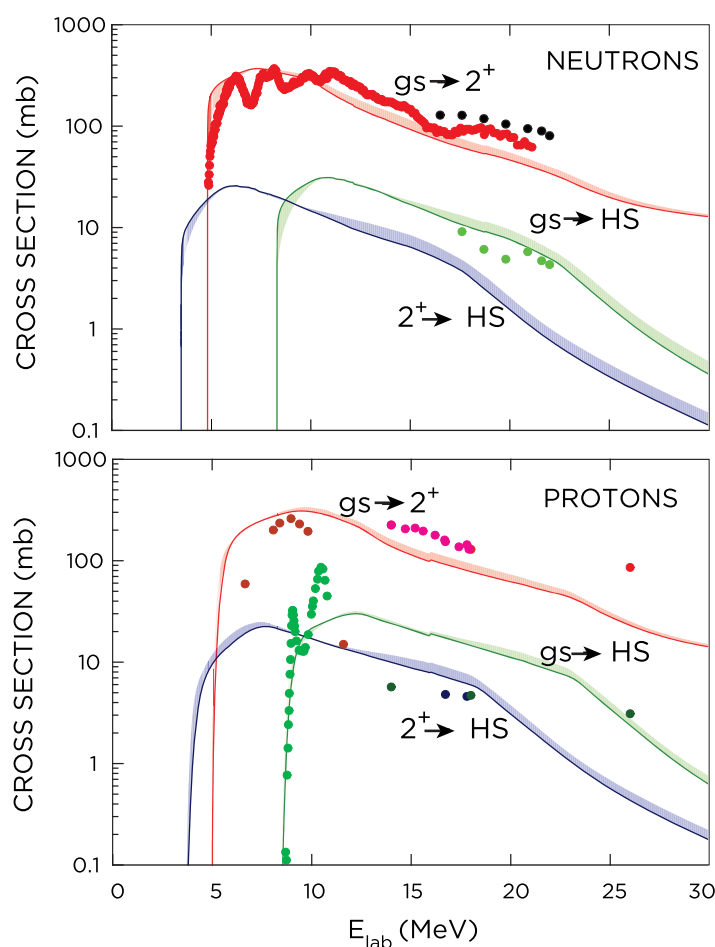 1000
NEUTRONS
gs→2⁺
100
CROSS SECTION (mb)
gs→HS
10
2⁺→ HS
1
0.1
1000
PROTONS
gs→2⁺
100
CROSS SECTION (mb)
gs→HS
10
2⁺→ HS
1
0.1
0 5 10 15 20 25 30
E_lab (MeV)